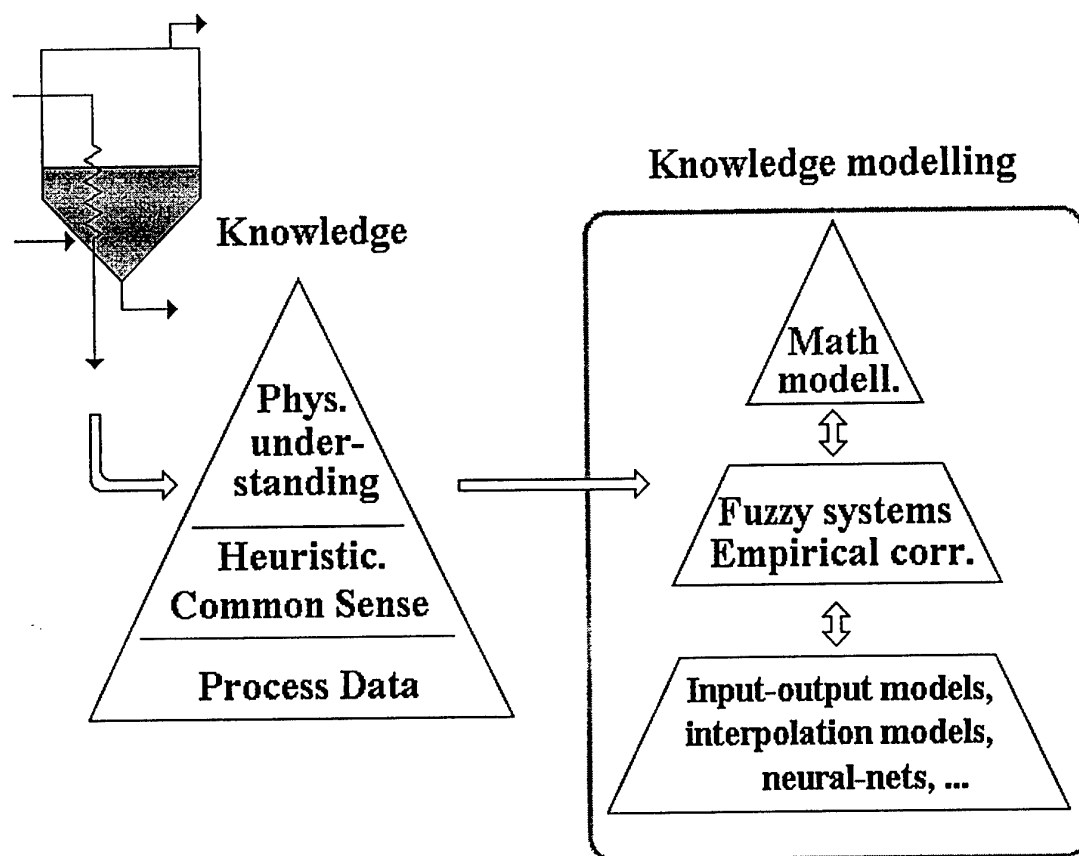 Knowledge modelling
Knowledge
Phys.
under-
standing
Heuristic.
Common Sense
Process Data
Math
modell.
Fuzzy systems
Empirical corr.
Input-output models,
interpolation models,
neural-nets, ...